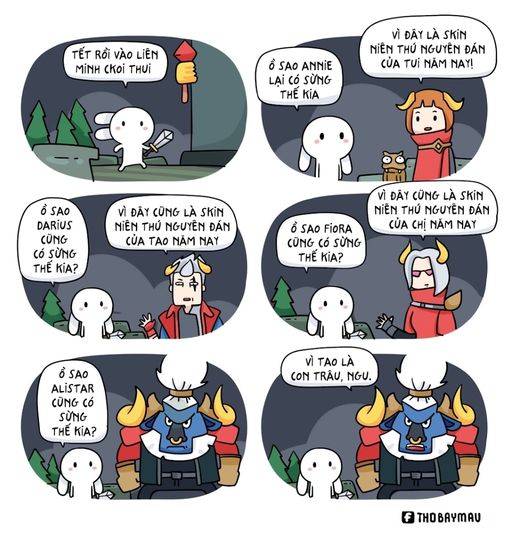 TẾT RỒI VÀO LIÊN
MINH CKOI THUI
Ồ SAO ANNIE
LẠI CÓ SỪNG
THẾ KIA
VÌ ĐÂY LÀ SKIN
NIÊN THÚ NGUYÊN ĐÁN
CỦA TUI NĂM NAY!
Ồ SAO
DARIUS
CŨNG
CÓ SỪNG
THẾ KIA?
VÌ ĐÂY CŨNG LÀ SKIN
NIÊN THÚ NGUYÊN ĐÁN
CỦA TAO NĂM NAY
Ồ SAO FIORA
CŨNG CÓ SỪNG
THẾ KIA?
VÌ ĐÂY CŨNG LÀ SKIN
NIÊN THÚ NGUYÊN ĐÁN
CỦA CHỊ NĂM NAY
Ồ SAO
ALISTAR
CŨNG CÓ
SỪNG
THẾ KIA?
VÌ TAO LÀ
CON TRÂU, NGU.
f THOBAYMAU